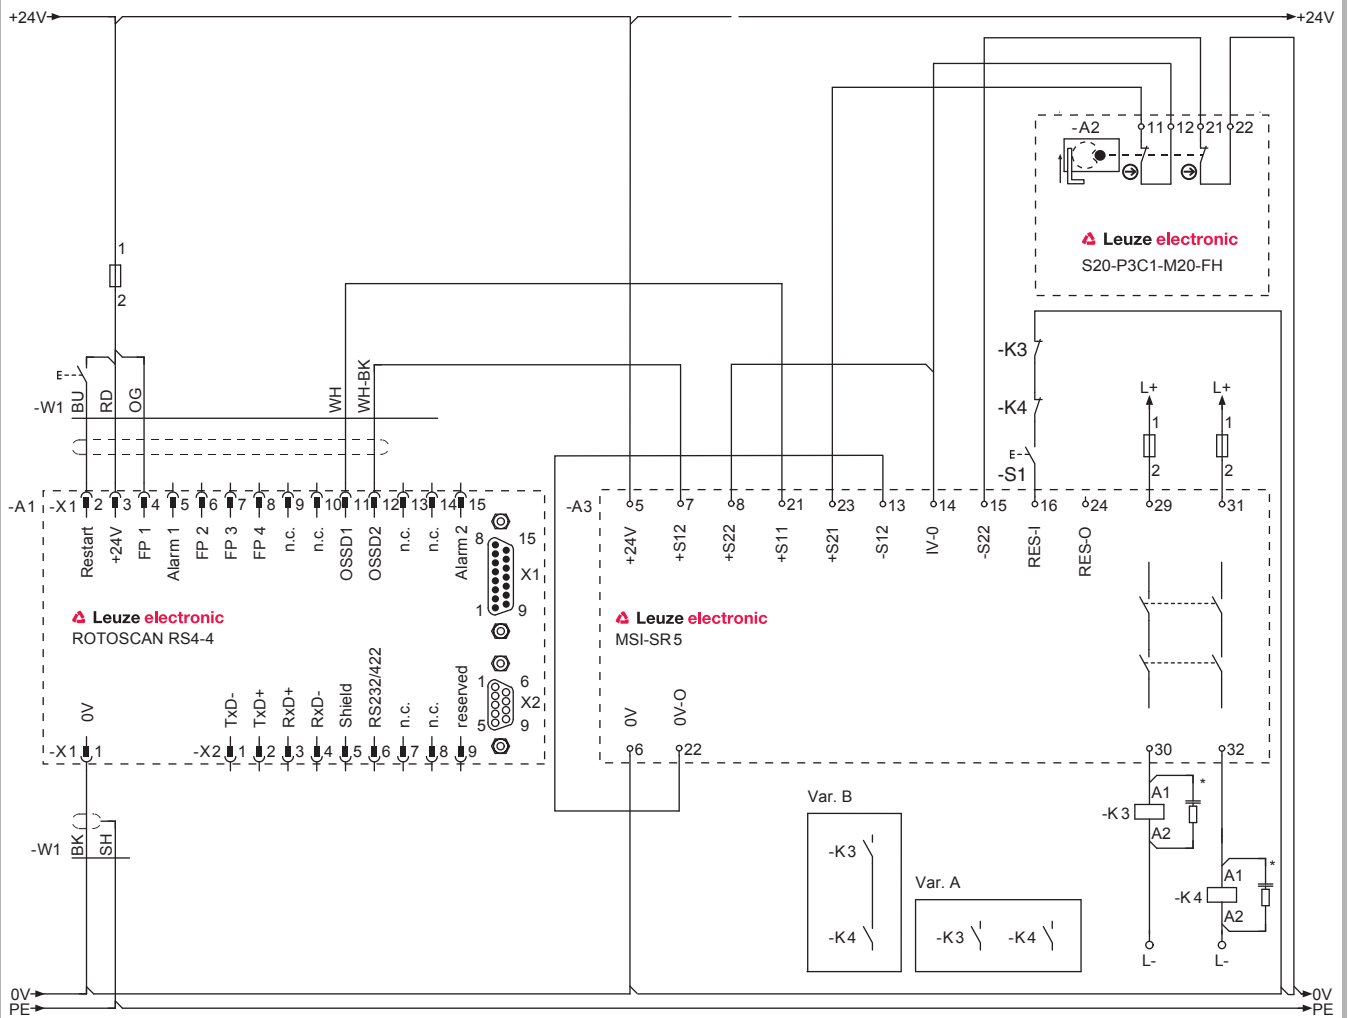 +24V +24V
-A2 11 12 21 22
Leuze electronic
S20-P3C1-M20-FH
1
2
-K3
-K4
E
-S1
L+ L+
1 1
2 2
E
-W1 BU RD OG WH WH-BK
-A1 -X1 2 3 4 5 6 7 8 9 10 11 12 13 14 15
Restart +24V FP 1 Alarm 1 FP 2 FP 3 FP 4 n.c. n.c. OSSD1 OSSD2 n.c. n.c. Alarm 2
8 15
X1
1 9
Leuze electronic
ROTOSCAN RS4-4
1 6
X2
5 9
0V TxD- TxD+ RxD+ RxD- Shield RS232/422 n.c. n.c. reserved
-X1 1 -X2 1 2 3 4 5 6 7 8 9
-A3 5 7 8 21 23 13 14 15 16 24 29 31
+24V +S12 +S22 +S11 +S21 -S12 IV-0 -S22 RES-I RES-O
Leuze electronic
MSI-SR5
0V 0V-O
6 22 30 32
-W1 BK SH
Var. B
-K3
-K4
Var. A
-K3 -K4
A1 *
-K3
A2
A1 *
-K4
A2
L- L-
0V 0V
PE PE